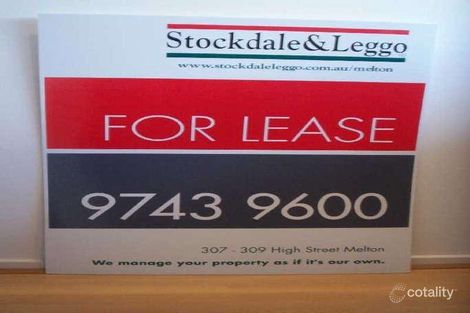 Stockdale&Leggo
www.stockdaleleggo.com.au/melton
FOR LEASE
9743 9600
307 - 309 High Street Melton
We manage your property as if it's our own.
cotality